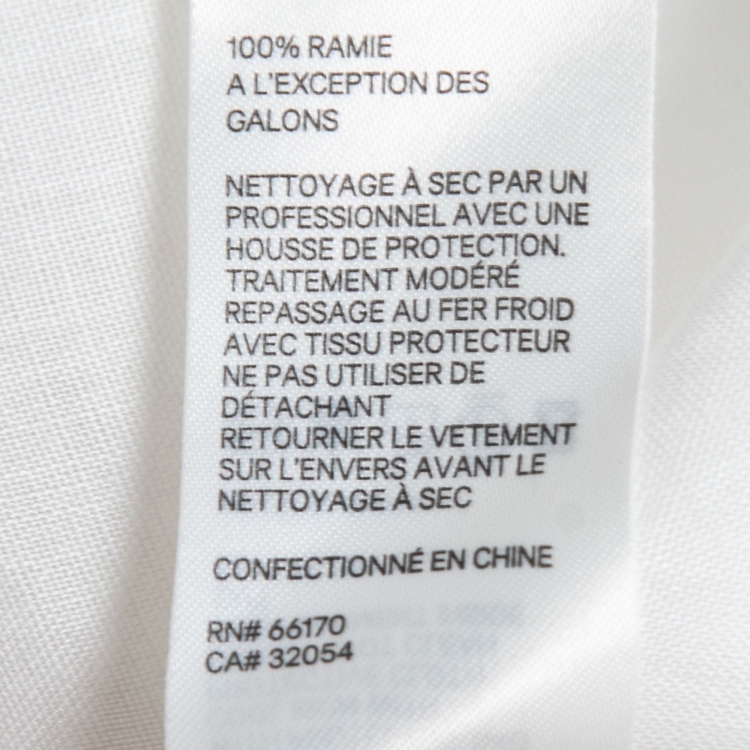 100% RAMIE
A L'EXCEPTION DES
GALONS
NETTOYAGE À SEC PAR UN
PROFESSIONNEL AVEC UNE
HOUSSE DE PROTECTION.
TRAITEMENT MODÉRÉ
REPASSAGE AU FER FROID
AVEC TISSU PROTECTEUR
NE PAS UTILISER DE
DÉTACHANT
RETOURNER LE VETEMENT
SUR L'ENVERS AVANT LE
NETTOYAGE À SEC
CONFECTIONNÉ EN CHINE
RN# 66170
CA# 32054